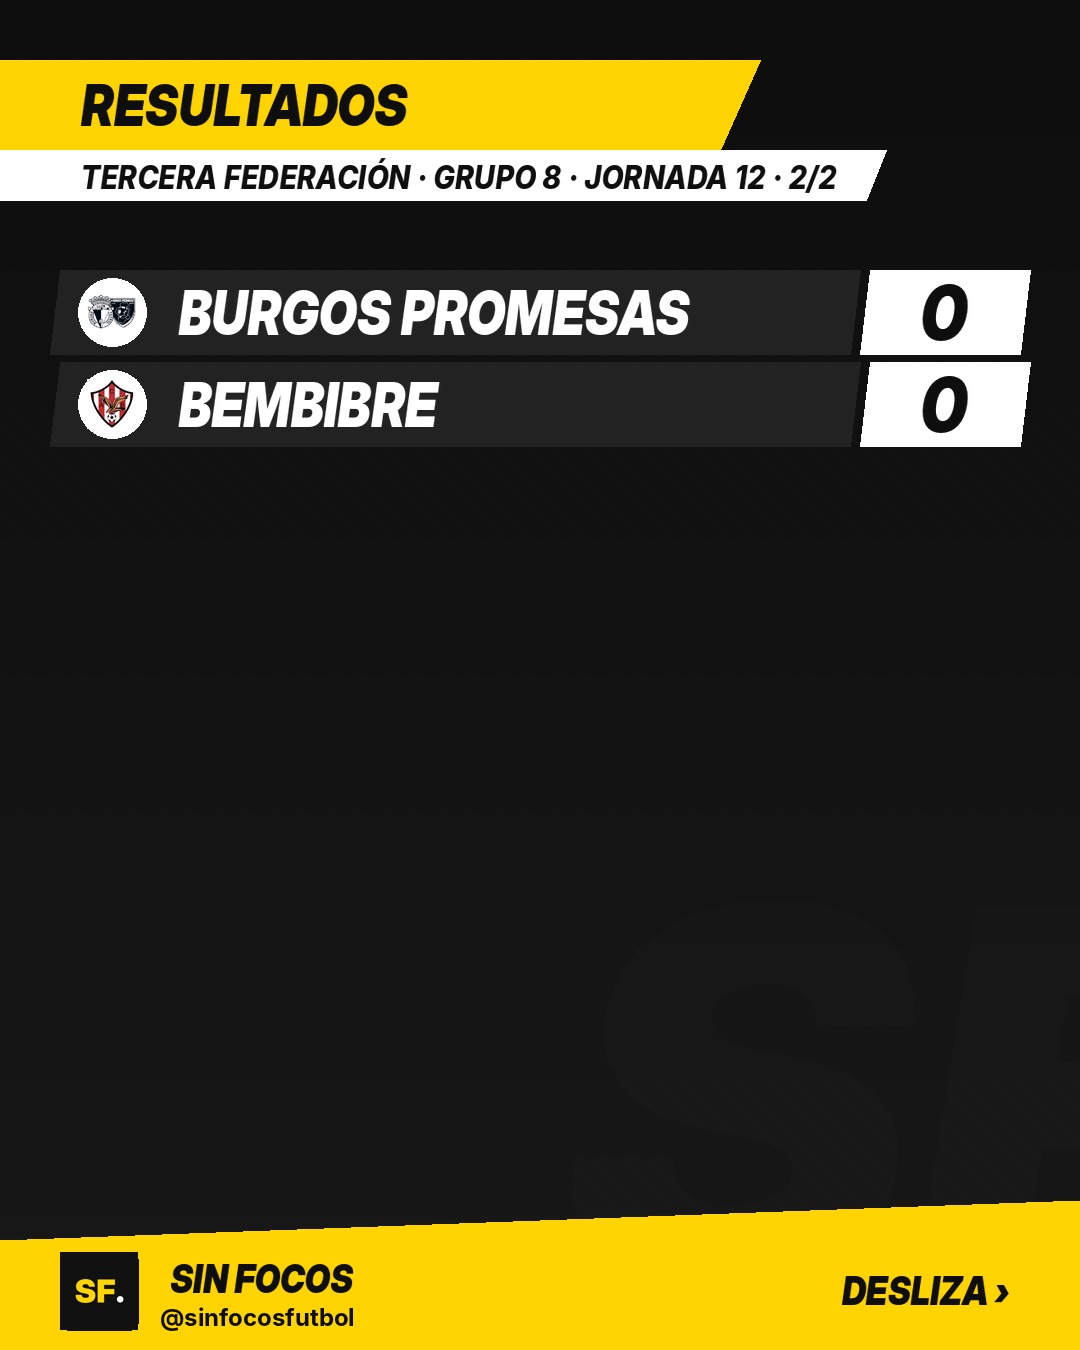 RESULTADOS
TERCERA FEDERACIÓN · GRUPO 8 · JORNADA 12 · 2/2
BURGOS PROMESAS 0
BEMBIBRE 0
SF
SF.
SIN FOCOS
@sinfocosfutbol
DESLIZA ›